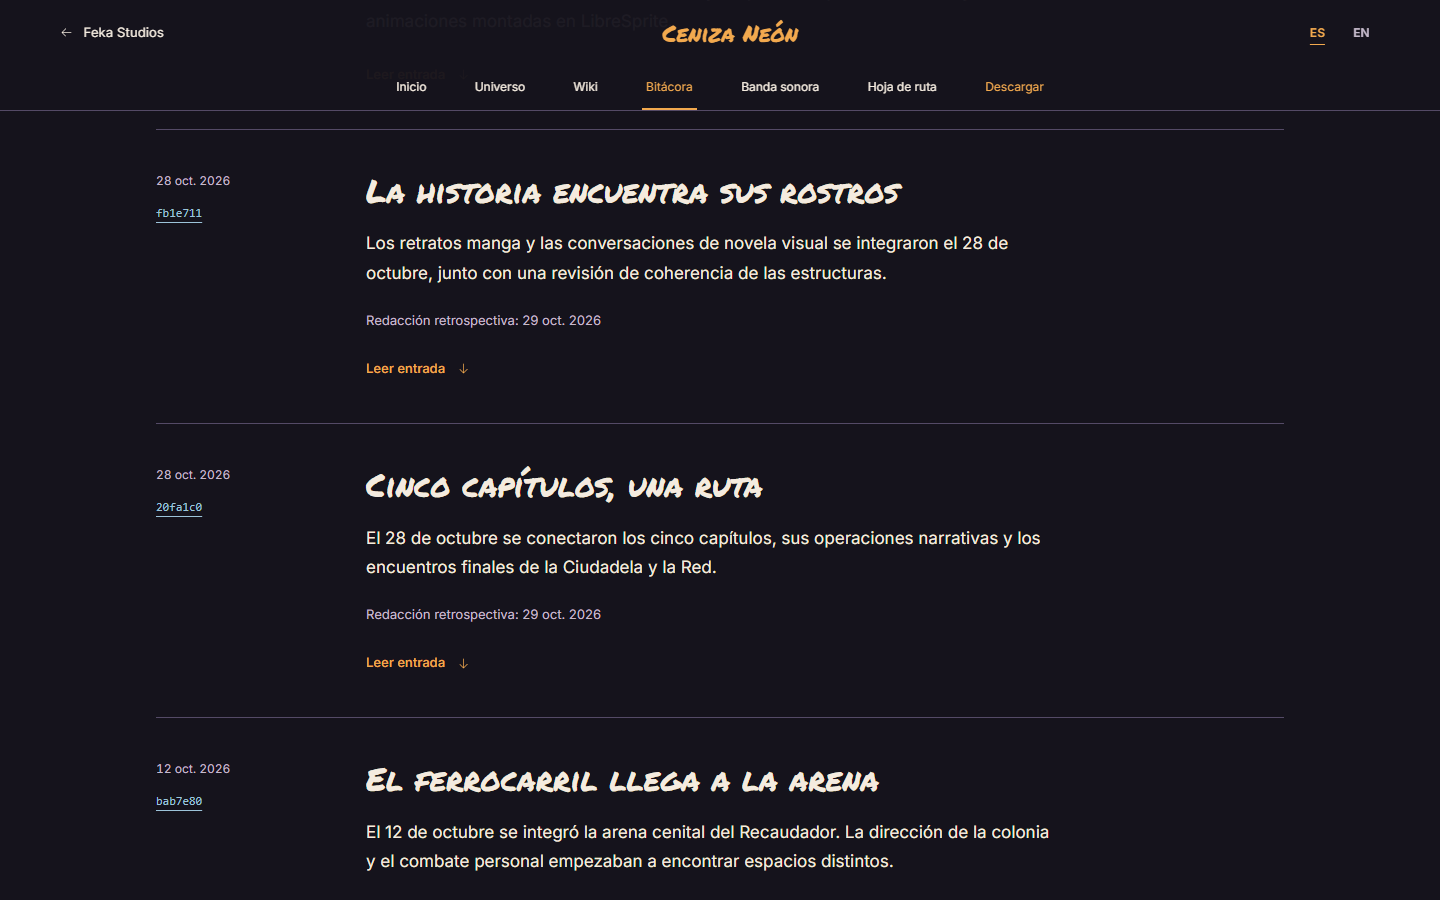 animaciones montadas en LibreSprite
← Feka Studios
Ceniza Neón
ES EN
Leer entrada
Inicio Universo Wiki Bitácora Banda sonora Hoja de ruta Descargar
28 oct. 2026
fb1e711
La historia encuentra sus rostros
Los retratos manga y las conversaciones de novela visual se integraron el 28 de
octubre, junto con una revisión de coherencia de las estructuras.
Redacción retrospectiva: 29 oct. 2026
Leer entrada ↓
28 oct. 2026
20fa1c0
Cinco capítulos, una ruta
El 28 de octubre se conectaron los cinco capítulos, sus operaciones narrativas y los
encuentros finales de la Ciudadela y la Red.
Redacción retrospectiva: 29 oct. 2026
Leer entrada ↓
12 oct. 2026
bab7e80
El ferrocarril llega a la arena
El 12 de octubre se integró la arena cenital del Recaudador. La dirección de la colonia
y el combate personal empezaban a encontrar espacios distintos.